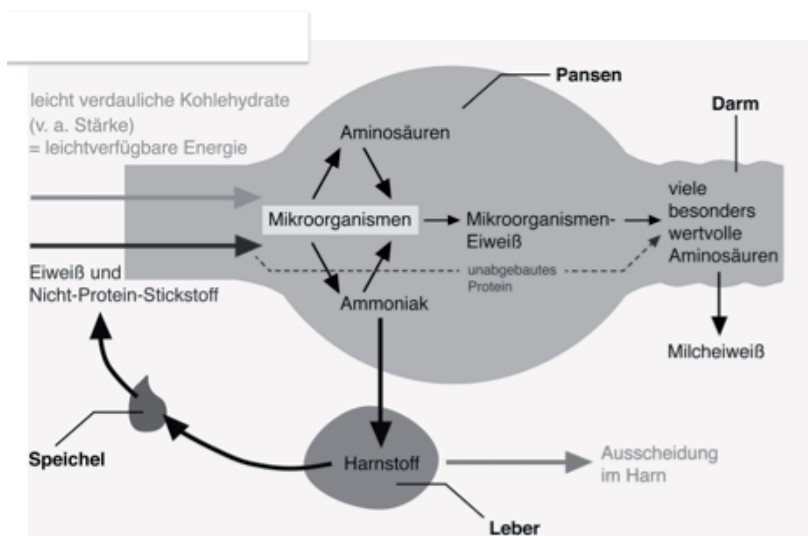 Pansen
Darm
leicht verdauliche Kohlehydrate
(v. a. Stärke)
= leichtverfügbare Energie
Aminosäuren
Mikroorganismen
Mikroorganismen-
Eiweiß
viele
besonders
wertvolle
Aminosäuren
unabgebautes
Protein
Eiweiß und
Nicht-Protein-Stickstoff
Ammoniak
Milcheiweiß
Speichel
Harnstoff
Ausscheidung
im Harn
Leber